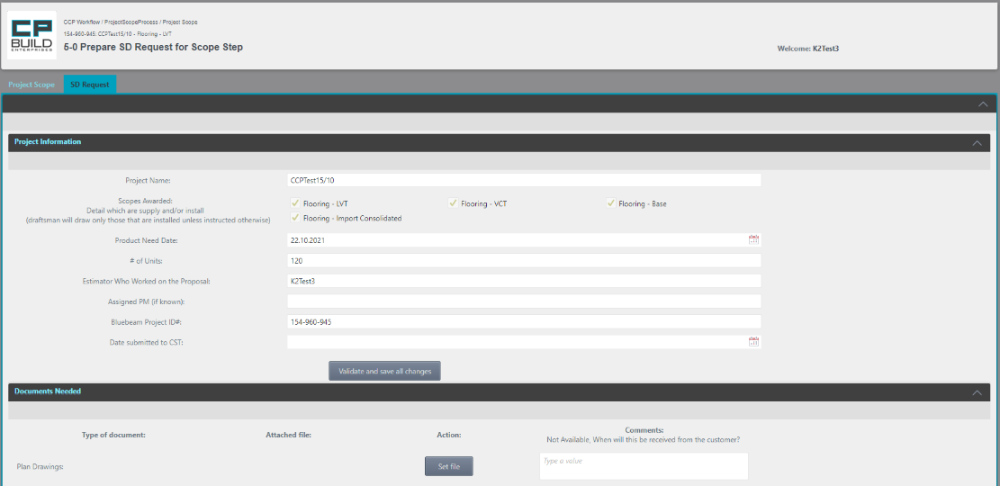 CP
BUILD
ENTERPRISES
CCP Workflow / ProjectScopeProcess / Project Scope
154-960-945: CCPTest15/10 - Flooring - LVT
5-0 Prepare SD Request for Scope Step
Welcome: K2Test3
Project Scope
SD Request
Project Information
Project Name:
CCPTest15/10
Scopes Awarded:
Detail which are supply and/or install
(draftsman will draw only those that are installed unless instructed otherwise)
Flooring - LVT
Flooring - VCT
Flooring - Base
Flooring - Import Consolidated
Product Need Date:
22.10.2021
# of Units:
120
Estimator Who Worked on the Proposal:
K2Test3
Assigned PM (if known):
Bluebeam Project ID#:
154-960-945
Date submitted to CST:
Validate and save all changes
Documents Needed
Type of document:
Attached file:
Action:
Comments:
Not Available, When will this be received from the customer?
Plan Drawings:
Set file
Type a value